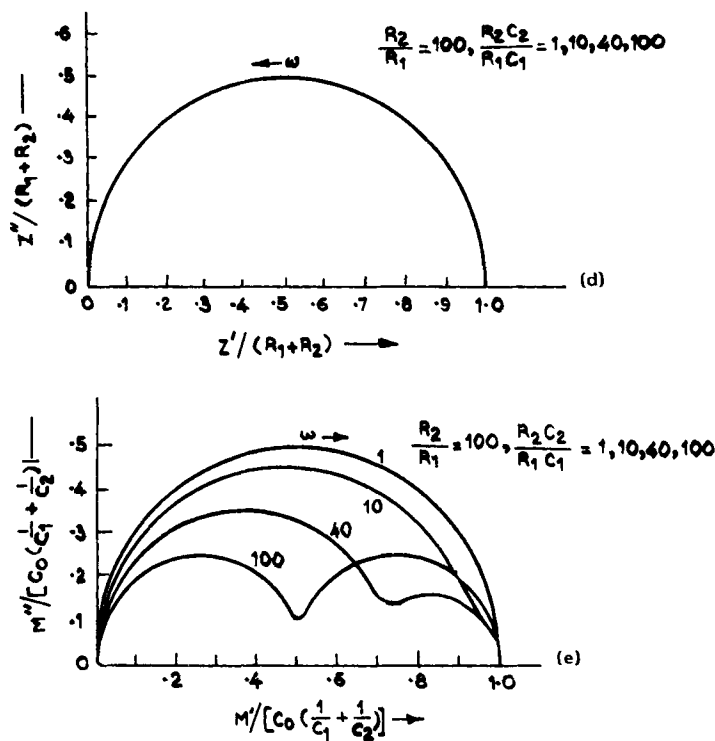 .6
.5
.4
.3
.2
.1
0
Z"/(R₁+R₂)
←ω
R₂/R₁ = 100, R₂C₂/R₁C₁ = 1,10,40,100
0 .1 .2 .3 .4 .5 .6 .7 .8 .9 1.0
(d)
Z'/(R₁+R₂) →
.5
.4
.3
.2
.1
0
M"/[C₀(1/C₁+1/C₂)]
ω→
R₂/R₁ = 100, R₂C₂/R₁C₁ = 1,10,40,100
1
10
40
100
.2 .4 .6 .8 1.0
(e)
M'/[C₀(1/C₁+1/C₂)] →